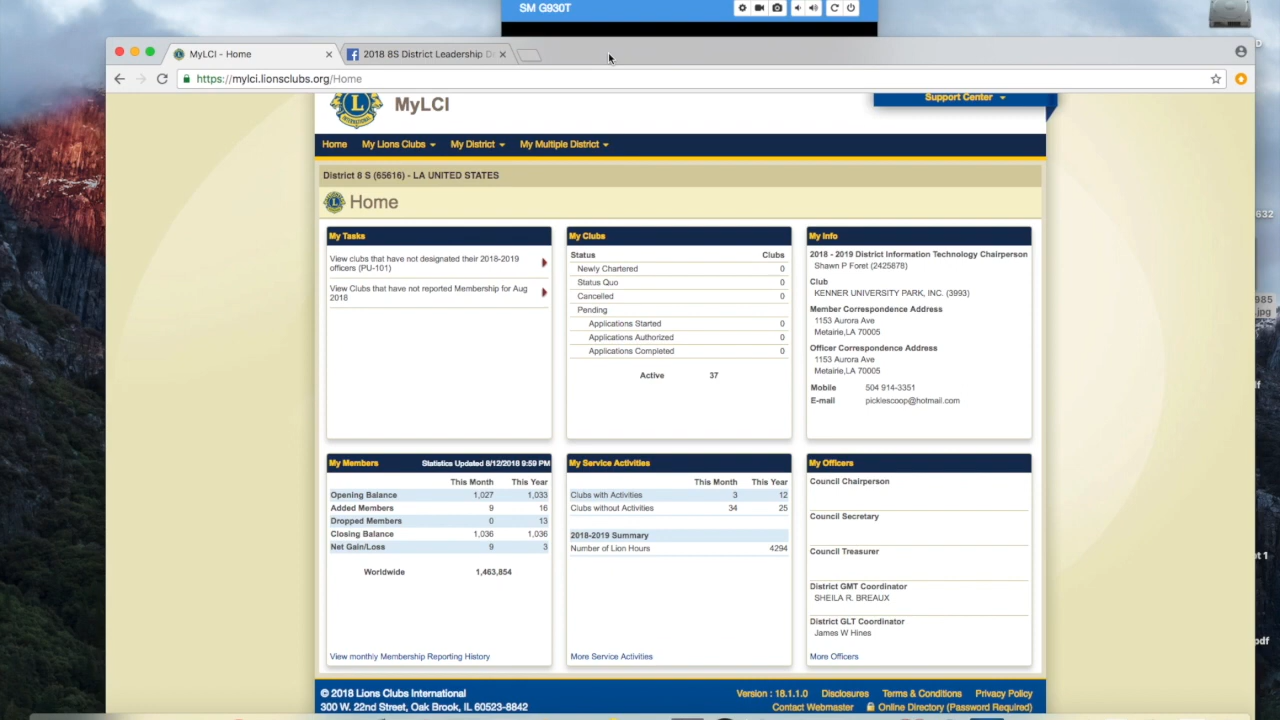 SM G930T
MyLCI - Home
2018 8S District Leadership D
https://mylci.lionsclubs.org/Home
L
INTERNATIONAL
MyLCI
Support Center
Home My Lions Clubs My District My Multiple District
District 8 S (65616) - LA UNITED STATES
Home
My Tasks
View clubs that have not designated their 2018-2019
officers (PU-101)
View Clubs that have not reported Membership for Aug
2018
My Clubs
Status Clubs
Newly Chartered 0
Status Quo 0
Cancelled 0
Pending
Applications Started 0
Applications Authorized 0
Applications Completed 0
Active 37
My Info
2018 - 2019 District Information Technology Chairperson
Shawn P Foret (2425878)
Club
KENNER UNIVERSITY PARK, INC. (3993)
Member Correspondence Address
1153 Aurora Ave
Metairie,LA 70005
Officer Correspondence Address
1153 Aurora Ave
Metairie,LA 70005
Mobile 504 914-3351
E-mail picklescoop@hotmail.com
My Members Statistics Updated 8/12/2018 9:59 PM
This Month This Year
Opening Balance 1,027 1,033
Added Members 9 16
Dropped Members 0 13
Closing Balance 1,036 1,036
Net Gain/Loss 9 3
Worldwide 1,463,854
View monthly Membership Reporting History
My Service Activities
This Month This Year
Clubs with Activities 3 12
Clubs without Activities 34 25
2018-2019 Summary
Number of Lion Hours 4294
More Service Activities
My Officers
Council Chairperson
Council Secretary
Council Treasurer
District GMT Coordinator
SHEILA R. BREAUX
District GLT Coordinator
James W Hines
More Officers
© 2018 Lions Clubs International
300 W. 22nd Street, Oak Brook, IL 60523-8842
Version : 18.1.1.0 Disclosures Terms & Conditions Privacy Policy
Contact Webmaster Online Directory (Password Required)
632
985
.jpg
t 1
pdf